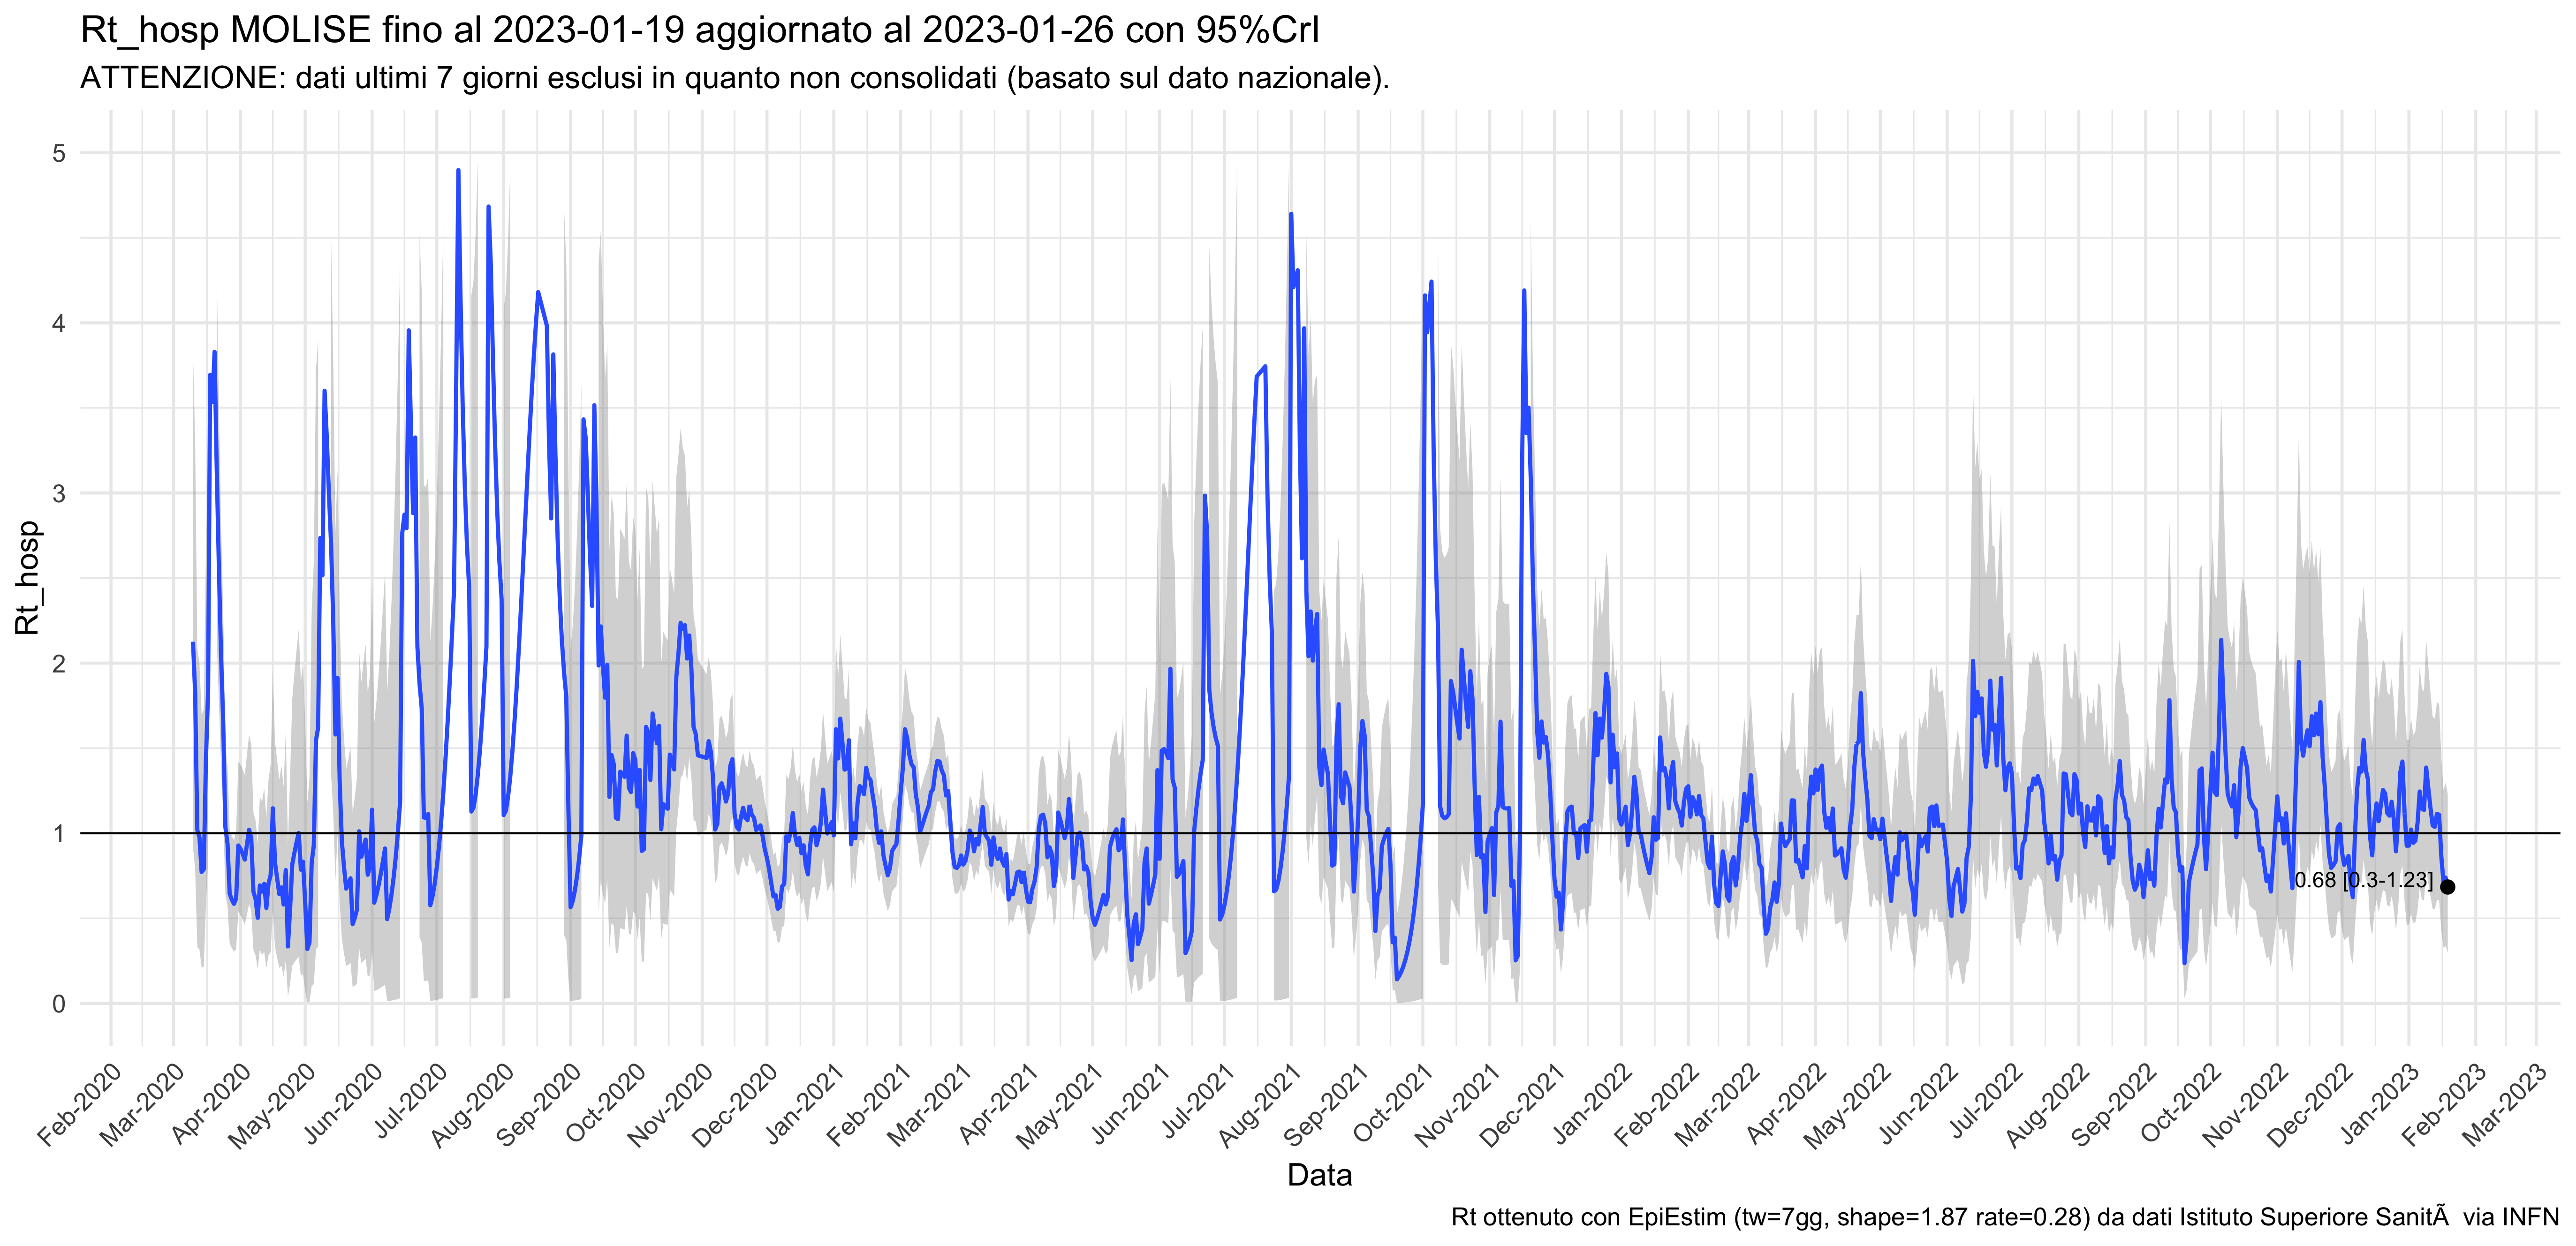 Rt_hosp MOLISE fino al 2023-01-19 aggiornato al 2023-01-26 con 95%CrI
ATTENZIONE: dati ultimi 7 giorni esclusi in quanto non consolidati (basato sul dato nazionale).
5
4
3
2
1
0
Rt_hosp
0.68 [0.3-1.23]
Feb-2020
Mar-2020
Apr-2020
May-2020
Jun-2020
Jul-2020
Aug-2020
Sep-2020
Oct-2020
Nov-2020
Dec-2020
Jan-2021
Feb-2021
Mar-2021
Apr-2021
May-2021
Jun-2021
Jul-2021
Aug-2021
Sep-2021
Oct-2021
Nov-2021
Dec-2021
Jan-2022
Feb-2022
Mar-2022
Apr-2022
May-2022
Jun-2022
Jul-2022
Aug-2022
Sep-2022
Oct-2022
Nov-2022
Dec-2022
Jan-2023
Feb-2023
Mar-2023
Data
Rt ottenuto con EpiEstim (tw=7gg, shape=1.87 rate=0.28) da dati Istituto Superiore SanitÃ  via INFN